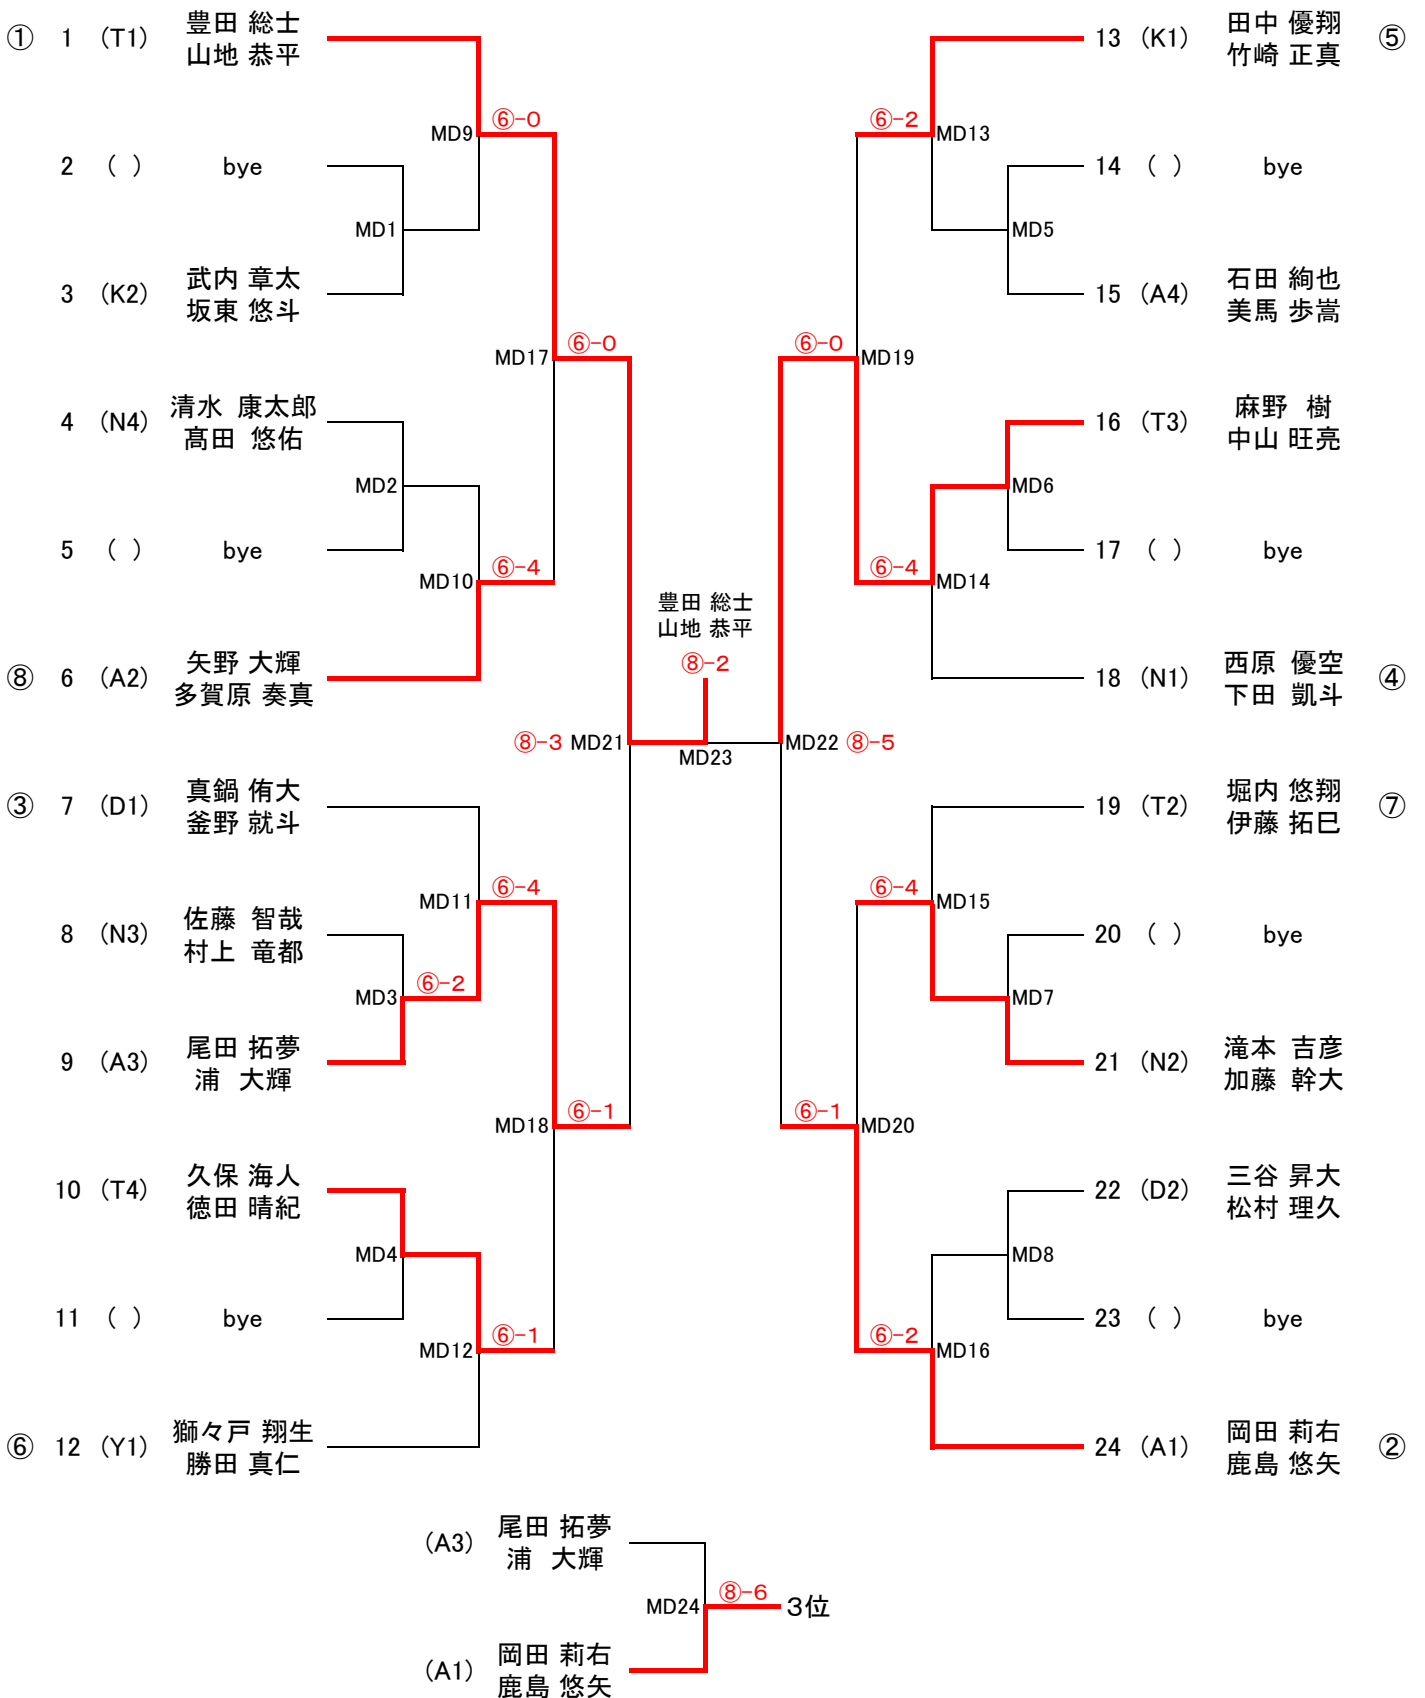 ① 1 (T1) 豊田 総士
山地 恭平
MD9 ⑥-0
2 ( ) bye
MD1
3 (K2) 武内 章太
坂東 悠斗
MD17 ⑥-0
4 (N4) 清水 康太郎
髙田 悠佑
MD2
5 ( ) bye
MD10 ⑥-4
⑧ 6 (A2) 矢野 大輝
多賀原 奏真
⑧-3 MD21
③ 7 (D1) 真鍋 侑大
釜野 就斗
MD11 ⑥-4
8 (N3) 佐藤 智哉
村上 竜都
MD3 ⑥-2
9 (A3) 尾田 拓夢
浦 大輝
MD18 ⑥-1
10 (T4) 久保 海人
徳田 晴紀
MD4
11 ( ) bye
MD12 ⑥-1
⑥ 12 (Y1) 獅々戸 翔生
勝田 真仁
豊田 総士
山地 恭平
⑧-2
MD23
13 (K1) 田中 優翔 ⑤
竹崎 正真
⑥-2 MD13
14 ( ) bye
MD5
15 (A4) 石田 絢也
美馬 歩嵩
⑥-0 MD19
16 (T3) 麻野 樹
中山 旺亮
MD6
17 ( ) bye
⑥-4 MD14
18 (N1) 西原 優空 ④
下田 凱斗
MD22 ⑧-5
19 (T2) 堀内 悠翔 ⑦
伊藤 拓巳
⑥-4 MD15
20 ( ) bye
MD7
21 (N2) 滝本 吉彦
加藤 幹大
⑥-1 MD20
22 (D2) 三谷 昇大
松村 理久
MD8
23 ( ) bye
⑥-2 MD16
24 (A1) 岡田 莉右 ②
鹿島 悠矢
(A3) 尾田 拓夢
浦 大輝
MD24 ⑧-6 3位
(A1) 岡田 莉右
鹿島 悠矢